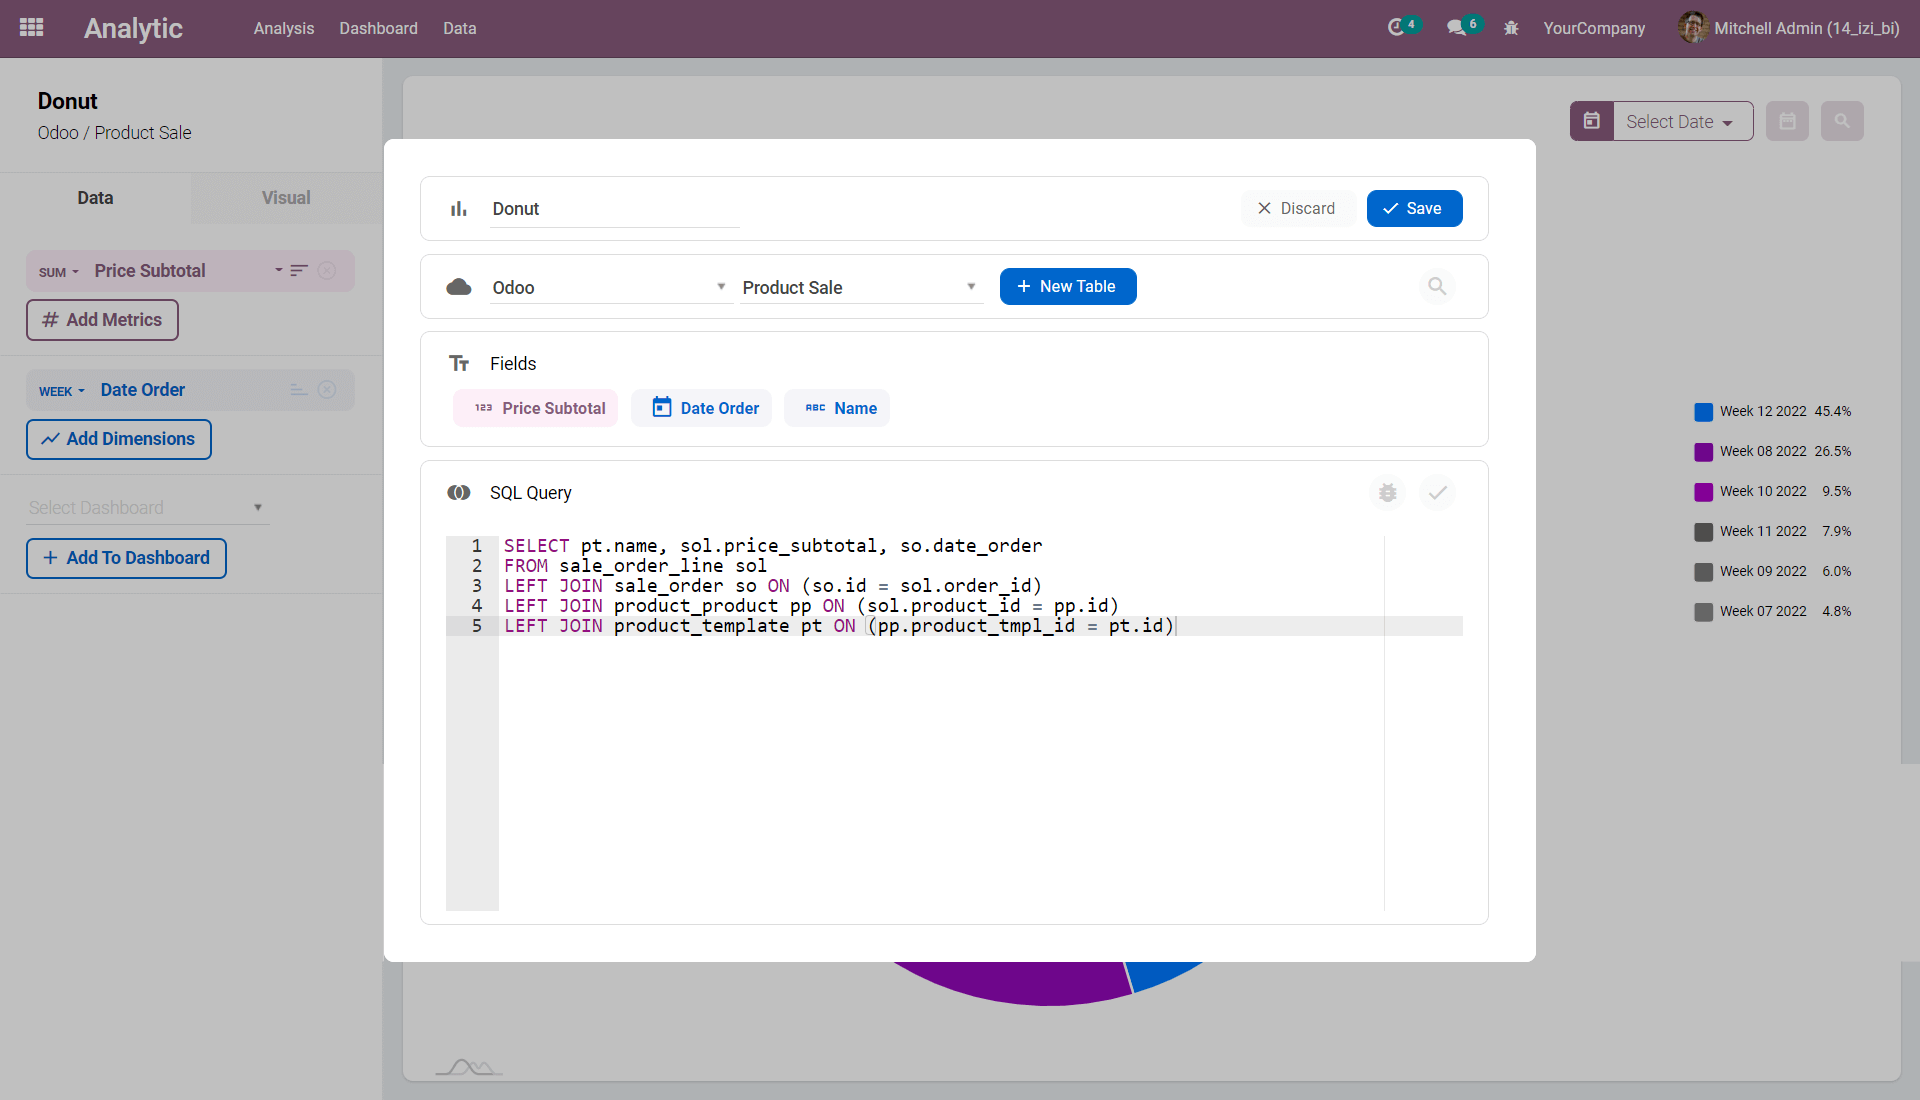 Analytic Analysis Dashboard Data 4 6 YourCompany Mitchell Admin (14_izi_bi)
Donut
Odoo / Product Sale
Data Visual
SUM Price Subtotal
# Add Metrics
WEEK Date Order
Add Dimensions
Select Dashboard
+ Add To Dashboard
Select Date
Donut Discard Save
Odoo Product Sale + New Table
Fields
123 Price Subtotal Date Order ABC Name
SQL Query
1 SELECT pt.name, sol.price_subtotal, so.date_order
2 FROM sale_order_line sol
3 LEFT JOIN sale_order so ON (so.id = sol.order_id)
4 LEFT JOIN product_product pp ON (sol.product_id = pp.id)
5 LEFT JOIN product_template pt ON (pp.product_tmpl_id = pt.id)
Week 12 2022 45.4%
Week 08 2022 26.5%
Week 10 2022 9.5%
Week 11 2022 7.9%
Week 09 2022 6.0%
Week 07 2022 4.8%